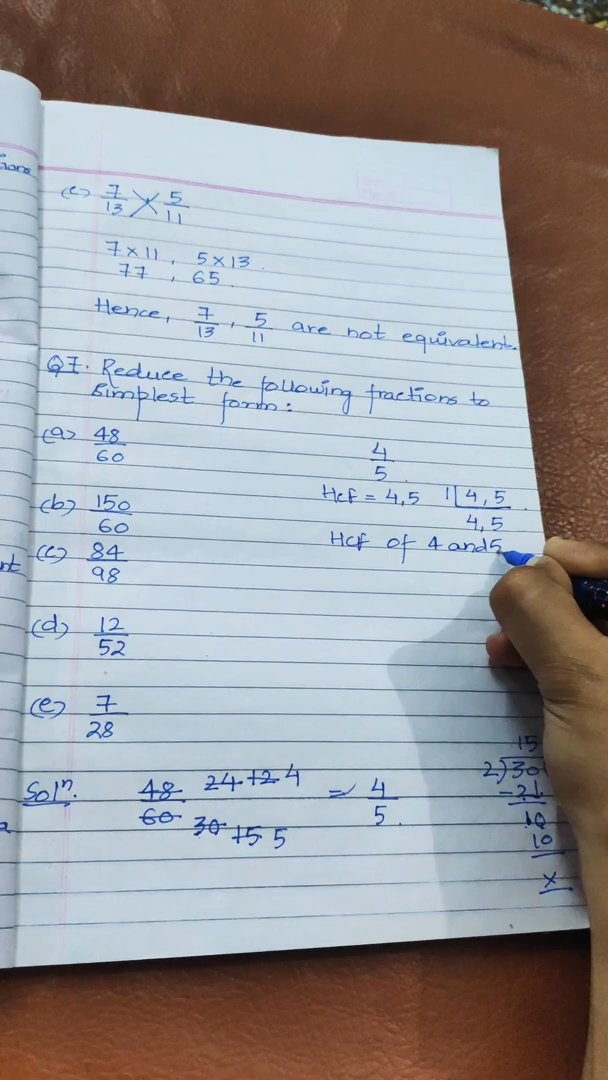 (c) 7/13 5/11
7×11, 5×13
77, 65
Hence, 7/13, 5/11 are not equivalent.
Q7. Reduce the following fractions to
simplest form:
(a) 48/60
(b) 150/60
(c) 84/98
(d) 12/52
(e) 7/28
4/5
Hcf = 4,5 1 4,5
4,5
Hcf of 4 and 5
Solⁿ. 48/60 24/30 12/15 4/5 = 4/5.
15
2)30
-2
10
10
×